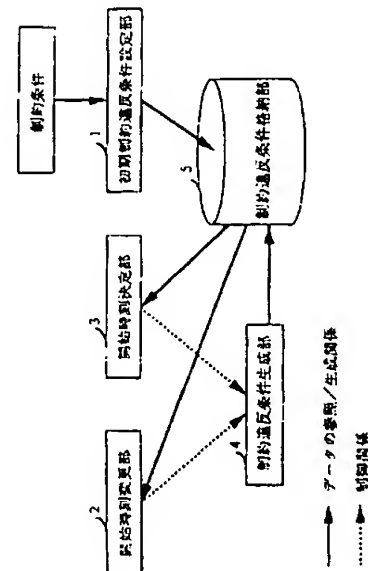 制約条件
1
初期制約違反条件設定部
5
制約違反条件格納部
3
開始時刻決定部
4
制約違反条件生成部
2
開始時刻変更部
データの参照/生成関係
制御関係